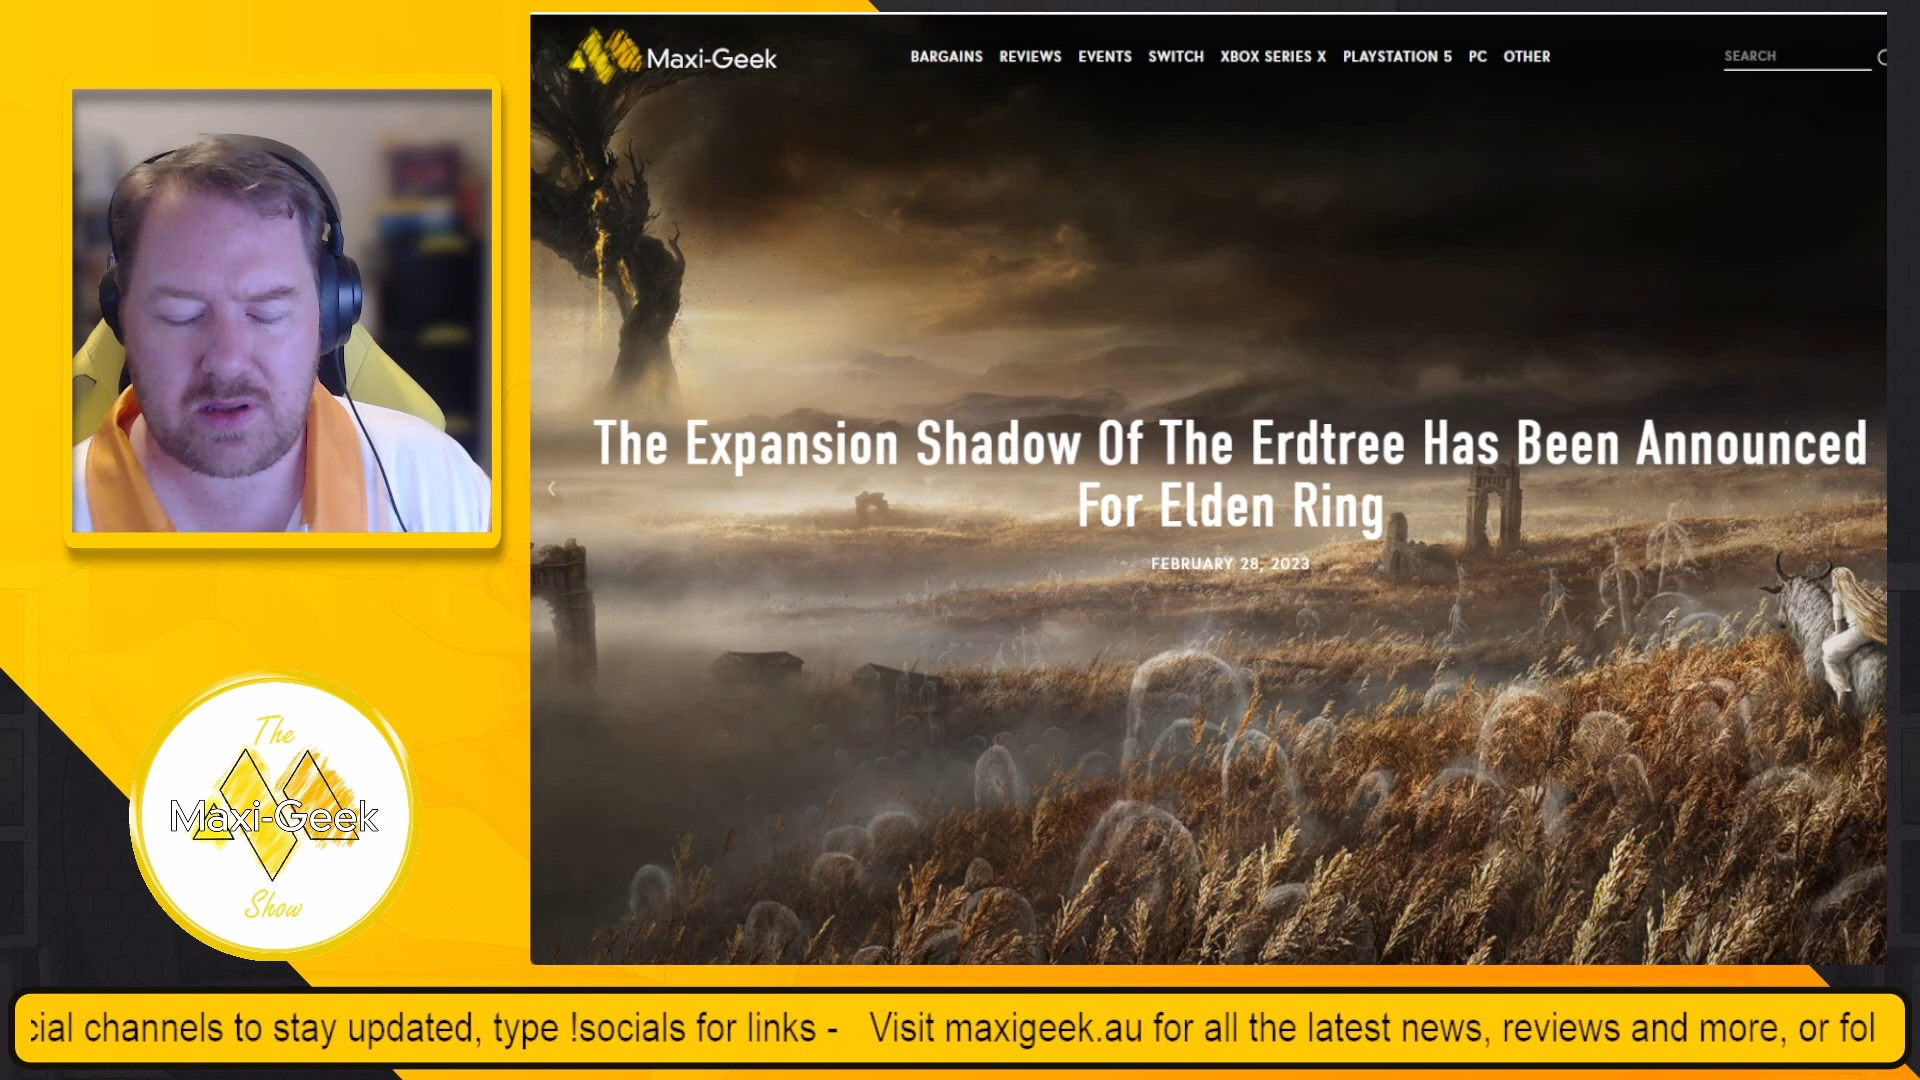 Maxi-Geek
BARGAINS REVIEWS EVENTS SWITCH XBOX SERIES X PLAYSTATION 5 PC OTHER
SEARCH
The Expansion Shadow Of The Erdtree Has Been Announced
For Elden Ring
FEBRUARY 28, 2023
The
Maxi-Geek
Show
cial channels to stay updated, type !socials for links - Visit maxigeek.au for all the latest news, reviews and more, or fol